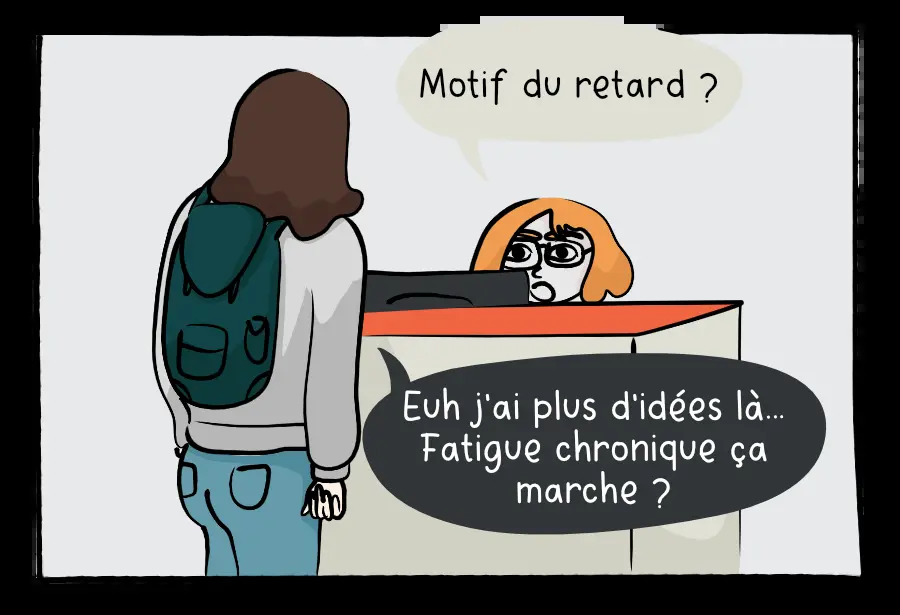 Motif du retard ?
Euh j'ai plus d'idées là...
Fatigue chronique ça
marche ?